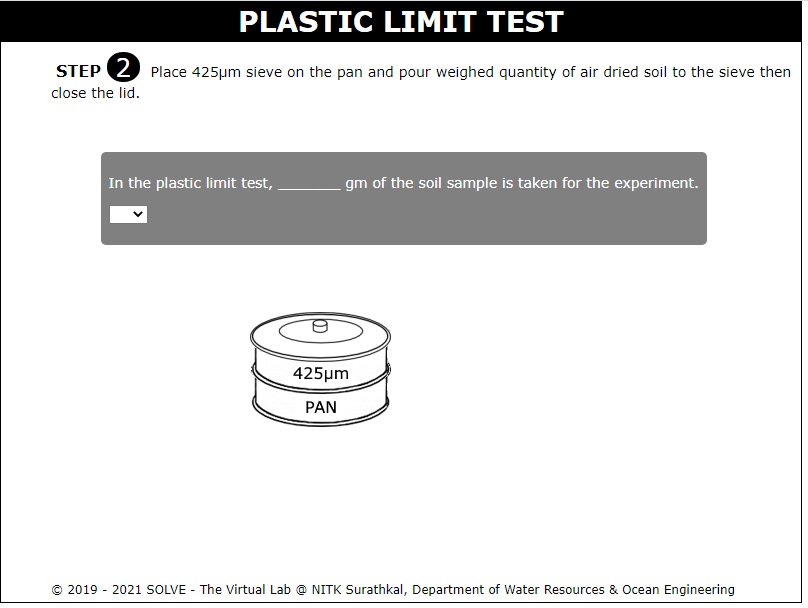 PLASTIC LIMIT TEST
STEP 2 Place 425µm sieve on the pan and pour weighed quantity of air dried soil to the sieve then
close the lid.
In the plastic limit test, ________ gm of the soil sample is taken for the experiment.
425µm
PAN
© 2019 - 2021 SOLVE - The Virtual Lab @ NITK Surathkal, Department of Water Resources & Ocean Engineering